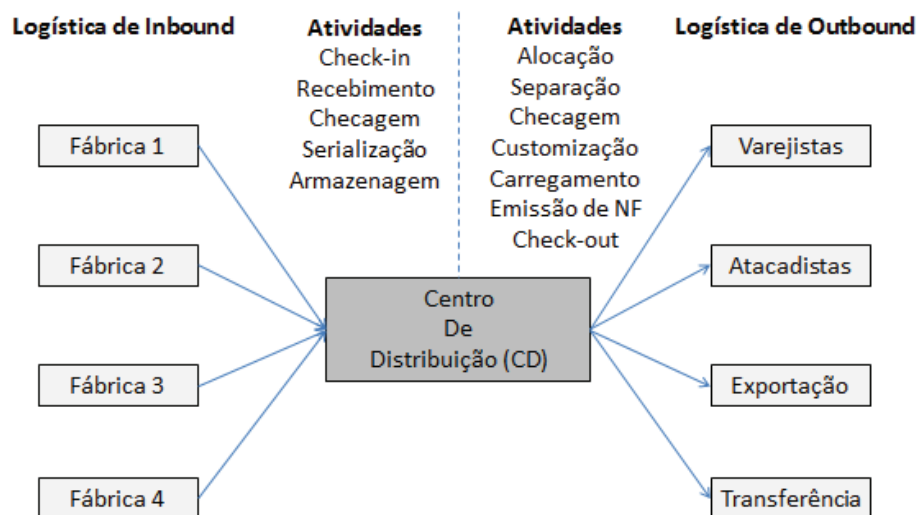 Logística de Inbound
Atividades
Check-in
Recebimento
Checagem
Serialização
Armazenagem
Atividades
Alocação
Separação
Checagem
Customização
Carregamento
Emissão de NF
Check-out
Logística de Outbound
Fábrica 1
Fábrica 2
Fábrica 3
Fábrica 4
Centro
De
Distribuição (CD)
Varejistas
Atacadistas
Exportação
Transferência